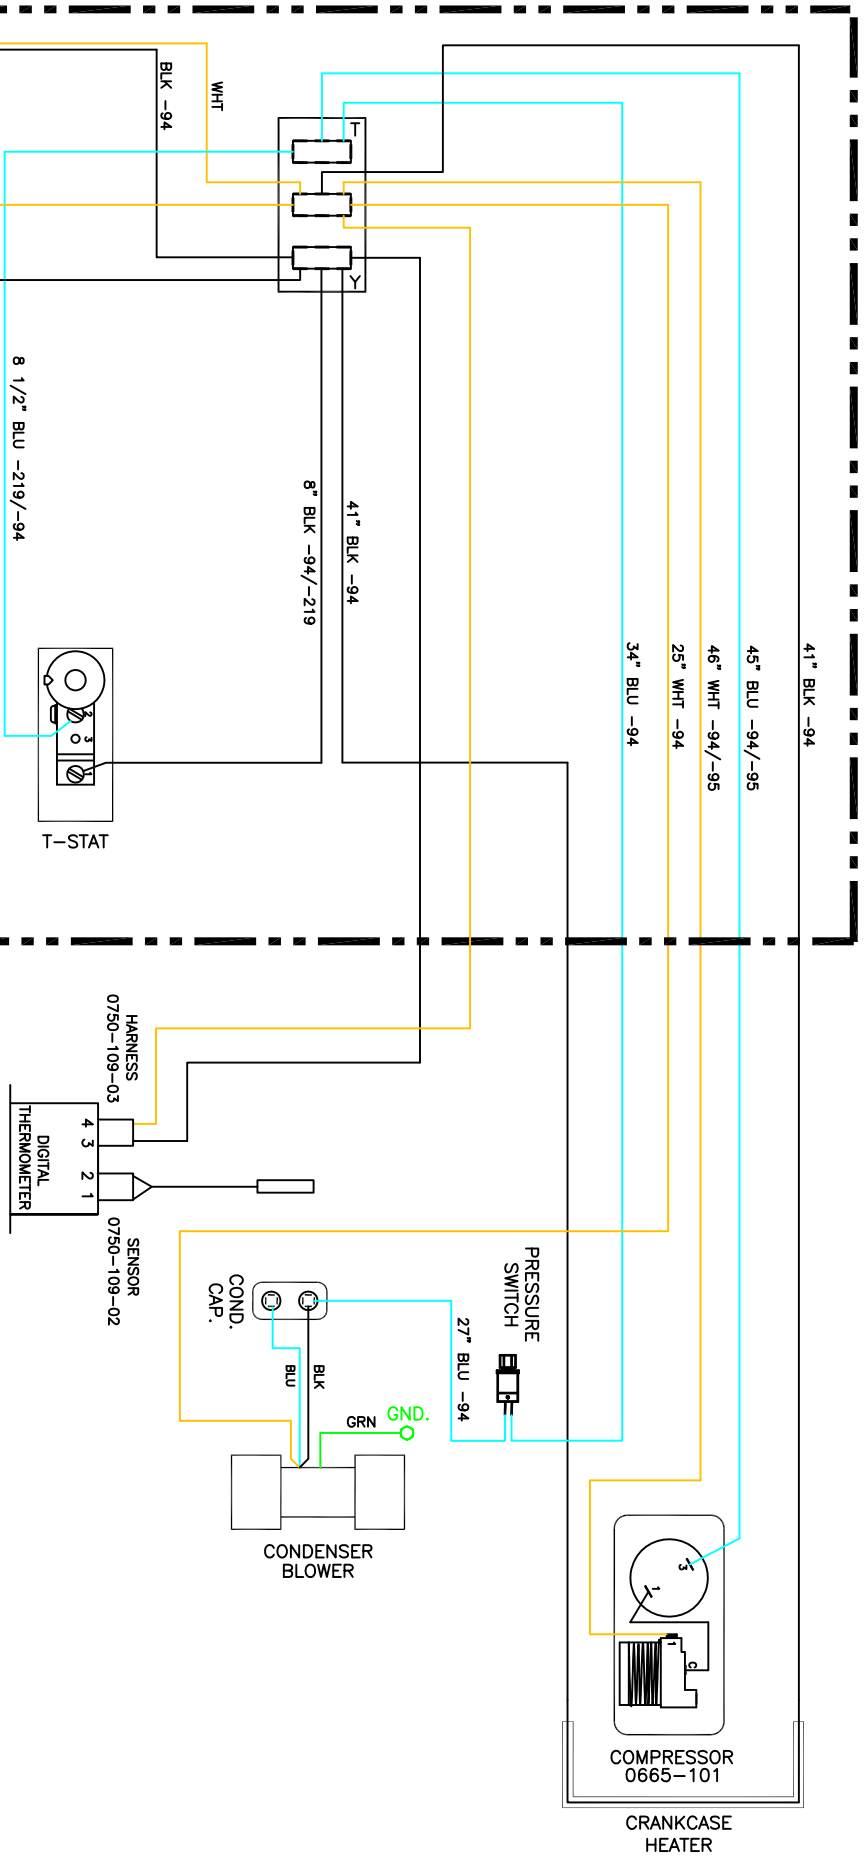 WHT
BLK -94
T
Y
8 1/2" BLU -219/-94
8" BLK -94/-219
41" BLK -94
34" BLU -94
25" WHT -94
46" WHT -94/-95
45" BLU -94/-95
41" BLK -94
2
3
1
T-STAT
HARNESS
0750-109-03
4
3
2
1
DIGITAL
THERMOMETER
SENSOR
0750-109-02
COND.
CAP.
PRESSURE
SWITCH
27" BLU -94
BLK
BLU
GRN
GND.
CONDENSER
BLOWER
3
1
1
C
COMPRESSOR
0665-101
CRANKCASE
HEATER